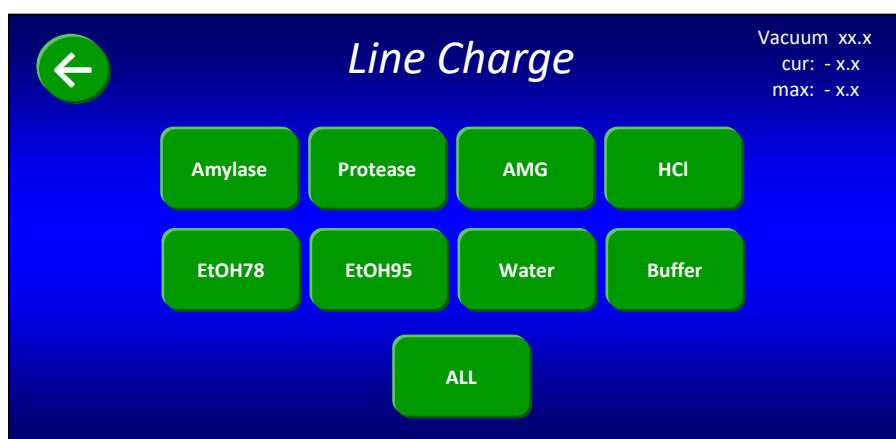 Line Charge
Vacuum xx.x
cur: - x.x
max: - x.x
Amylase
Protease
AMG
HCl
EtOH78
EtOH95
Water
Buffer
ALL